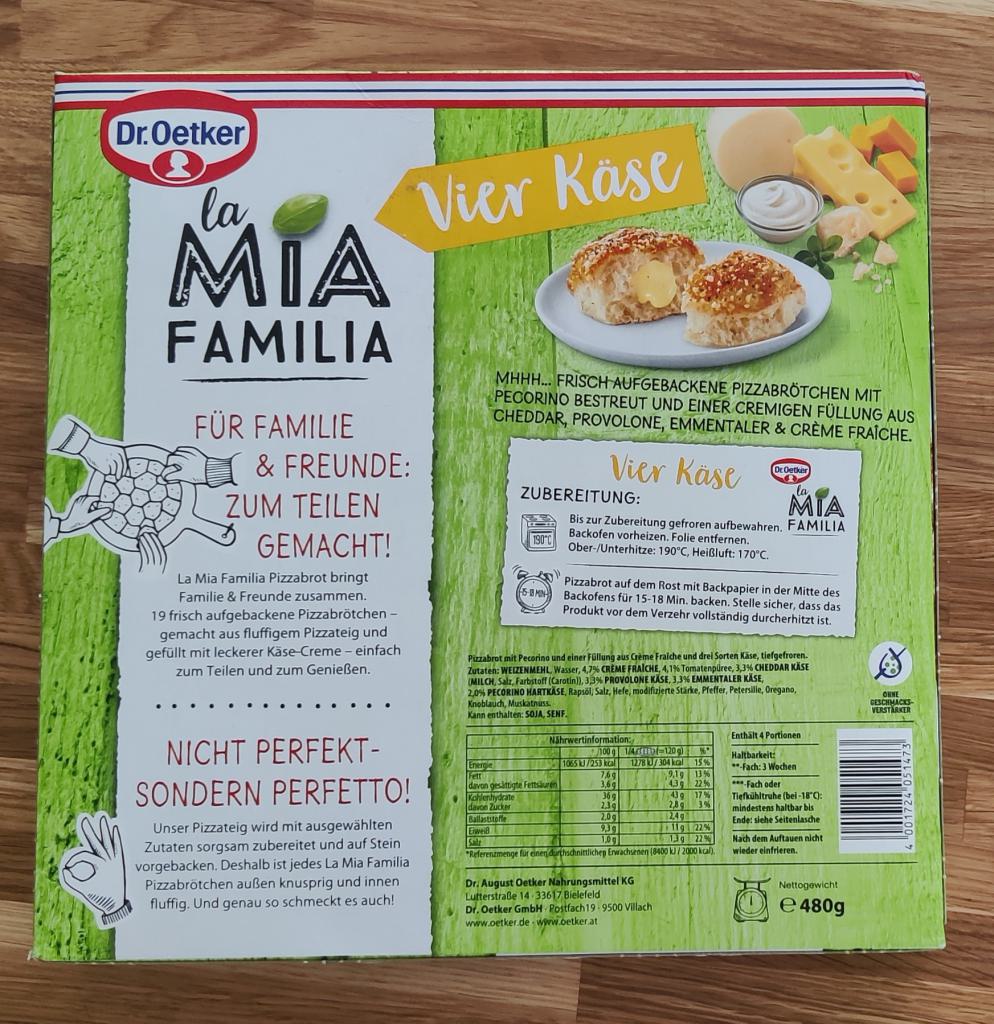 Dr. Oetker
la
MIA
FAMILIA
Vier Käse
FÜR FAMILIE
& FREUNDE:
ZUM TEILEN
GEMACHT!
La Mia Familia Pizzabrot bringt
Familie & Freunde zusammen.
19 frisch aufgebackene Pizzabrötchen –
gemacht aus fluffigem Pizzateig und
gefüllt mit leckerer Käse-Creme – einfach
zum Teilen und zum Genießen.
NICHT PERFEKT-
SONDERN PERFETTO!
Unser Pizzateig wird mit ausgewählten
Zutaten sorgsam zubereitet und auf Stein
vorgebacken. Deshalb ist jedes La Mia Familia
Pizzabrötchen außen knusprig und innen
fluffig. Und genau so schmeckt es auch!
MHHH... FRISCH AUFGEBACKENE PIZZABRÖTCHEN MIT
PECORINO BESTREUT UND EINER CREMIGEN FÜLLUNG AUS
CHEDDAR, PROVOLONE, EMMENTALER & CRÈME FRAÎCHE.
Vier Käse
Dr. Oetker
la
MIA
FAMILIA
ZUBEREITUNG:
190°C
Bis zur Zubereitung gefroren aufbewahren.
Backofen vorheizen. Folie entfernen.
Ober-/Unterhitze: 190°C, Heißluft: 170°C.
15-18 MIN
Pizzabrot auf dem Rost mit Backpapier in der Mitte des
Backofens für 15-18 Min. backen. Stelle sicher, dass das
Produkt vor dem Verzehr vollständig durcherhitzt ist.
Pizzabrot mit Pecorino und einer Füllung aus Crème Fraîche und drei Sorten Käse, tiefgefroren.
Zutaten: WEIZENMEHL, Wasser, 4,7% CRÈME FRAÎCHE, 4,1% Tomatenpüree, 3,3% CHEDDAR KÄSE
(MILCH, Salz, Farbstoff (Carotin)), 3,3% PROVOLONE KÄSE, 3,3% EMMENTALER KÄSE,
2,0% PECORINO HARTKÄSE, Rapsöl, Salz, Hefe, modifizierte Stärke, Pfeffer, Petersilie, Oregano,
Knoblauch, Muskatnuss.
Kann enthalten: SOJA, SENF.
OHNE
GESCHMACKS-
VERSTÄRKER
Nährwertinformation:
100 g 1/4 (=120 g) %*
Energie 1065 kJ/253 kcal 1278 kJ/304 kcal 15%
Fett 7,6 g 9,1 g 13%
davon gesättigte Fettsäuren 3,6 g 4,3 g 22%
Kohlenhydrate 36 g 43 g 17%
davon Zucker 2,3 g 2,8 g 3%
Ballaststoffe 2,0 g 2,4 g
Eiweiß 9,3 g 11 g 22%
Salz 1,0 g 1,3 g 22%
*Referenzmenge für einen durchschnittlichen Erwachsenen (8400 kJ/2000 kcal).
Enthält 4 Portionen
Haltbarkeit:
**-Fach: 3 Wochen
***-Fach oder
Tiefkühltruhe (bei -18°C):
mindestens haltbar bis
Ende: siehe Seitenlasche
Nach dem Auftauen nicht
wieder einfrieren.
4 001724 051473
Dr. August Oetker Nahrungsmittel KG
Lutterstraße 14 · 33617 Bielefeld
Dr. Oetker GmbH · Postfach 19 · 9500 Villach
www.oetker.de · www.oetker.at
Nettogewicht
e 480g